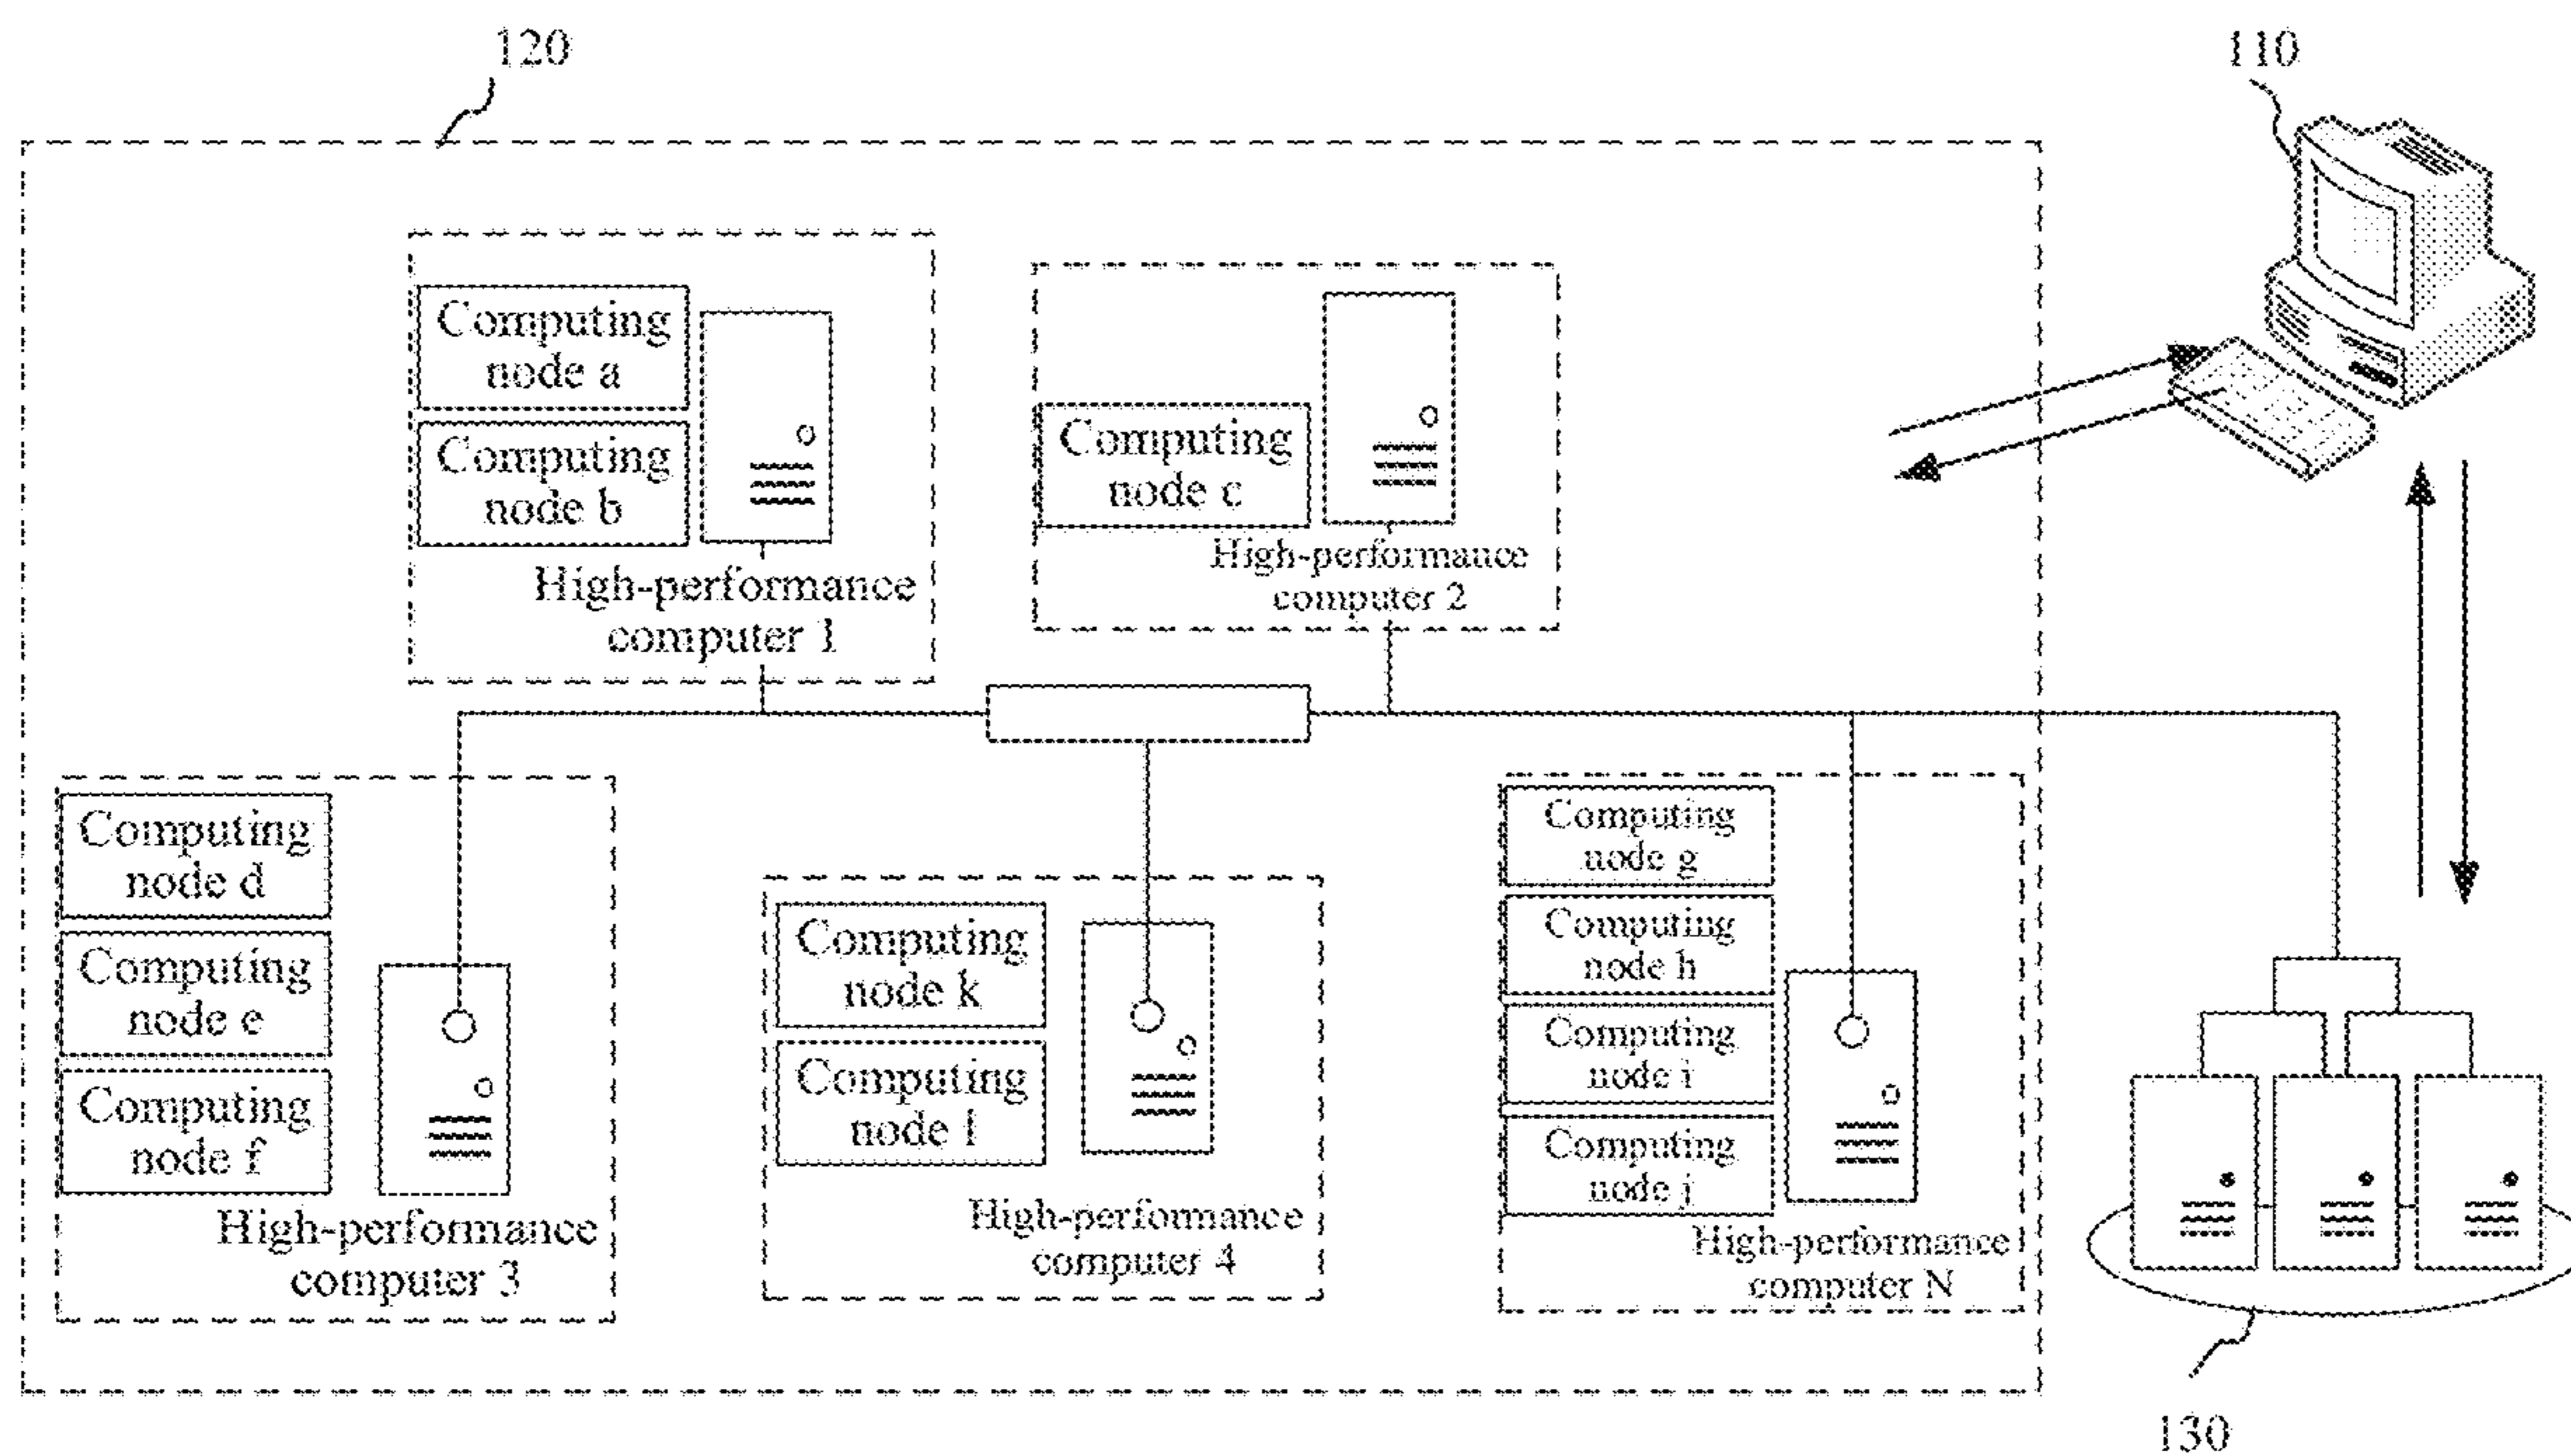 120
110
Computing
node a
Computing
node b
High-performance
computer 1
Computing
node c
High-performance
computer 2
Computing
node d
Computing
node e
Computing
node f
High-performance
computer 3
Computing
node k
Computing
node l
High-performance
computer 4
Computing
node g
Computing
node h
Computing
node i
Computing
node j
High-performance
computer N
130